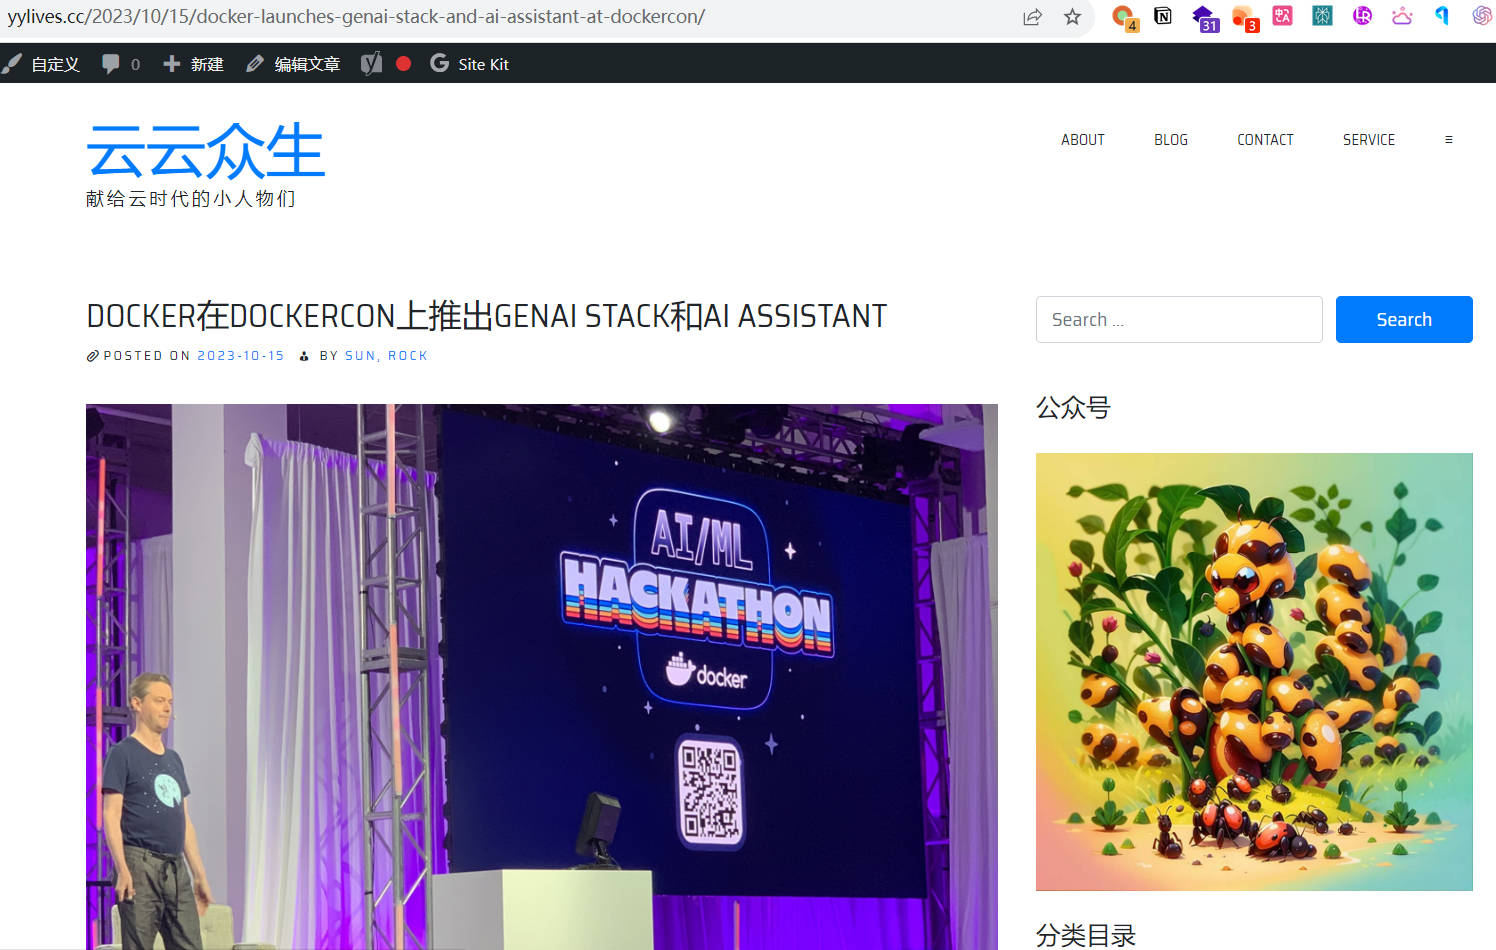 yylives.cc/2023/10/15/docker-launches-genai-stack-and-ai-assistant-at-dockercon/
4
31
3
自定义
0
新建
编辑文章
Site Kit
云云众生
献给云时代的小人物们
ABOUT
BLOG
CONTACT
SERVICE
DOCKER在DOCKERCON上推出GENAI STACK和AI ASSISTANT
POSTED ON 2023-10-15 BY SUN, ROCK
Search ...
Search
公众号
AI/ML
HACKATHON
docker
分类目录